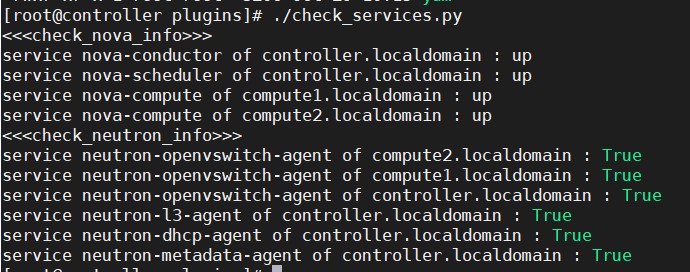 [root@controller plugins]# ./check_services.py
<<<check_nova_info>>>
service nova-conductor of controller.localdomain : up
service nova-scheduler of controller.localdomain : up
service nova-compute of compute1.localdomain : up
service nova-compute of compute2.localdomain : up
<<<check_neutron_info>>>
service neutron-openvswitch-agent of compute2.localdomain : True
service neutron-openvswitch-agent of compute1.localdomain : True
service neutron-openvswitch-agent of controller.localdomain : True
service neutron-l3-agent of controller.localdomain : True
service neutron-dhcp-agent of controller.localdomain : True
service neutron-metadata-agent of controller.localdomain : True